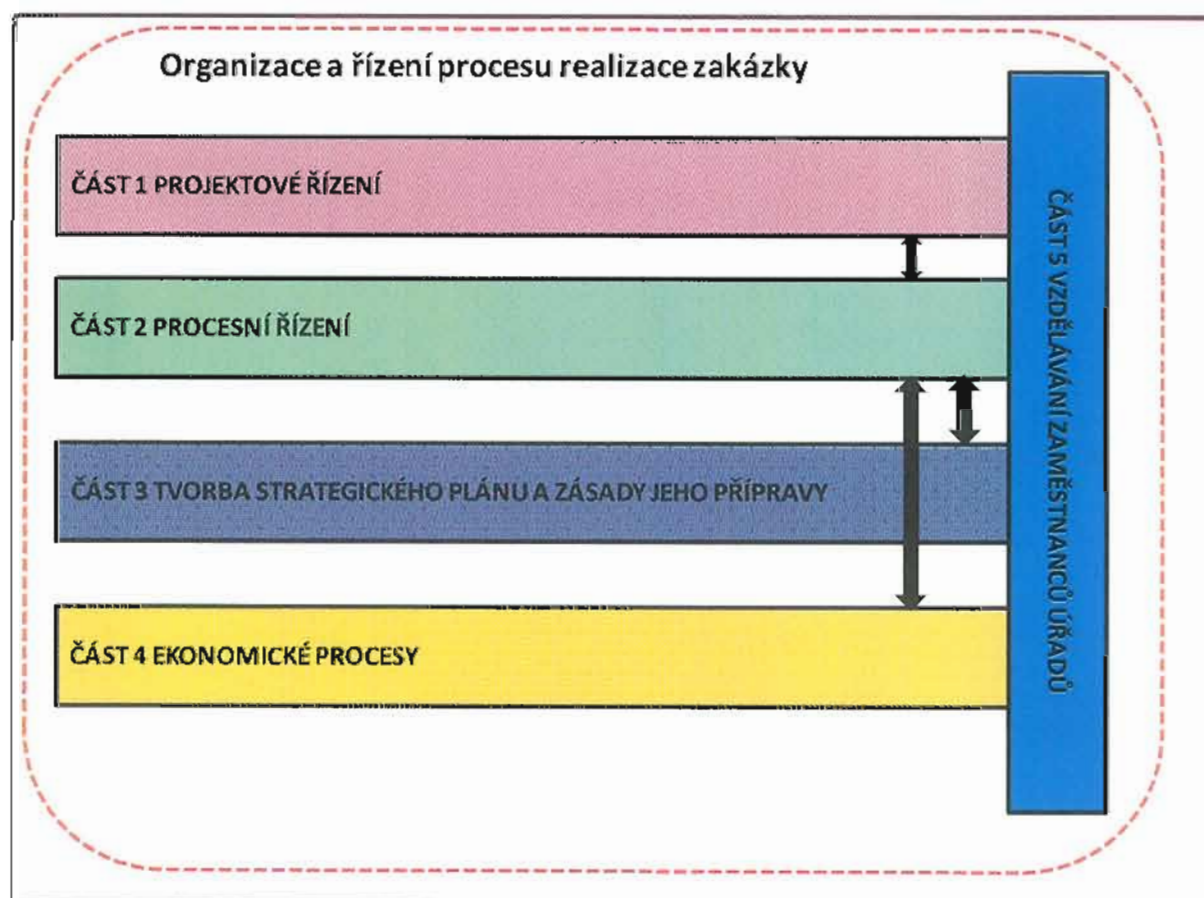 Organizace a řízení procesu realizace zakázky
ČÁST 1 PROJEKTOVÉ ŘÍZENÍ
ČÁST 2 PROCESNÍ ŘÍZENÍ
ČÁST 3 TVORBA STRATEGICKÉHO PLÁNU A ZÁSADY JEHO PŘÍPRAVY
ČÁST 4 EKONOMICKÉ PROCESY
ČÁST 5 VZDĚLÁVÁNÍ ZAMĚSTNANCŮ ÚŘADŮ